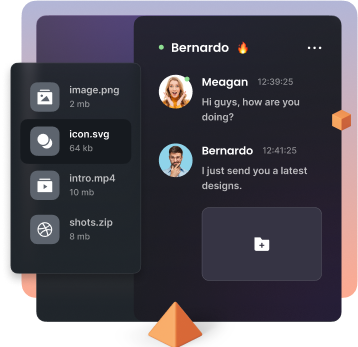 Bernardo 🔥
image.png
2 mb
icon.svg
64 kb
intro.mp4
10 mb
shots.zip
8 mb
Meagan 12:39:25
Hi guys, how are you
doing?
Bernardo 12:41:25
I just send you a latest
designs.